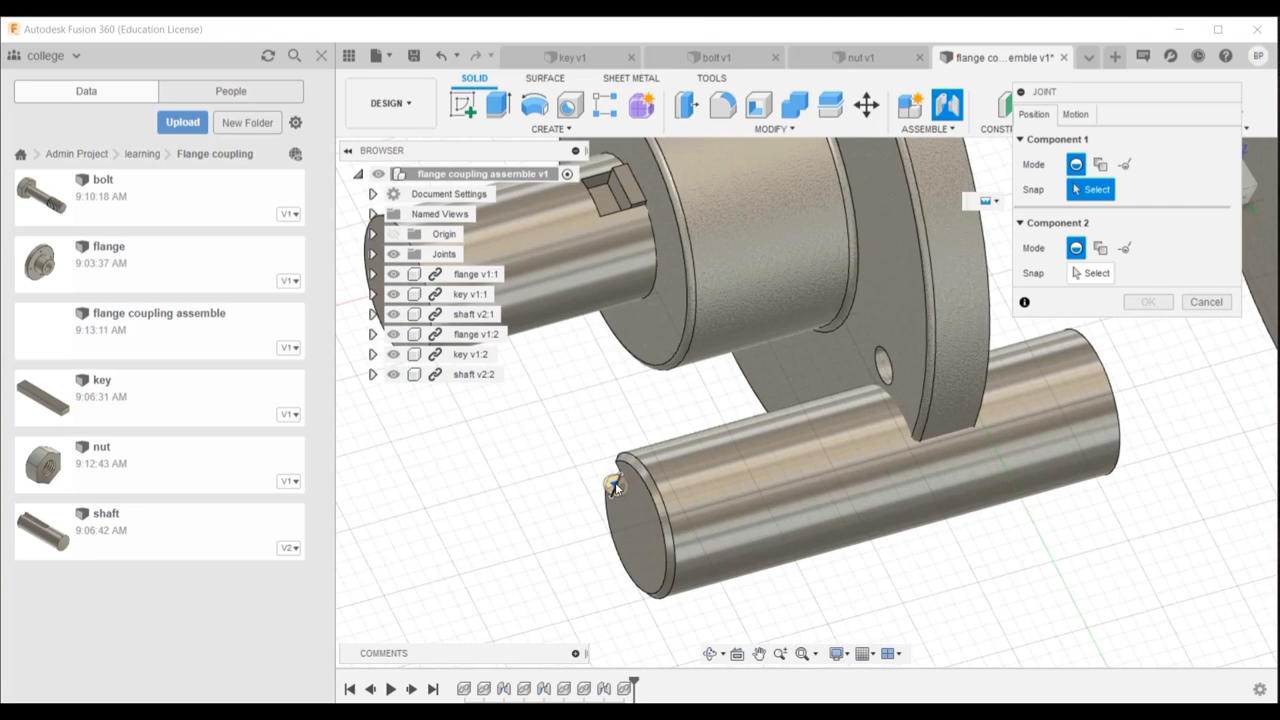 Autodesk Fusion 360 (Education License)
college
key v1
bolt v1
nut v1
flange co...emble v1*
BP
Data
People
Upload
New Folder
Admin Project
learning
Flange coupling
bolt
9:10:18 AM
V1
flange
9:03:37 AM
V1
flange coupling assemble
9:13:11 AM
V1
key
9:06:31 AM
V1
nut
9:12:43 AM
V1
shaft
9:06:42 AM
V2
DESIGN
SOLID
SURFACE
SHEET METAL
TOOLS
CREATE
MODIFY
ASSEMBLE
BROWSER
flange coupling assemble v1
Document Settings
Named Views
Origin
Joints
flange v1:1
key v1:1
shaft v2:1
flange v1:2
key v1:2
shaft v2:2
JOINT
Position
Motion
Component 1
Mode
Snap
Select
Component 2
Mode
Snap
Select
OK
Cancel
COMMENTS